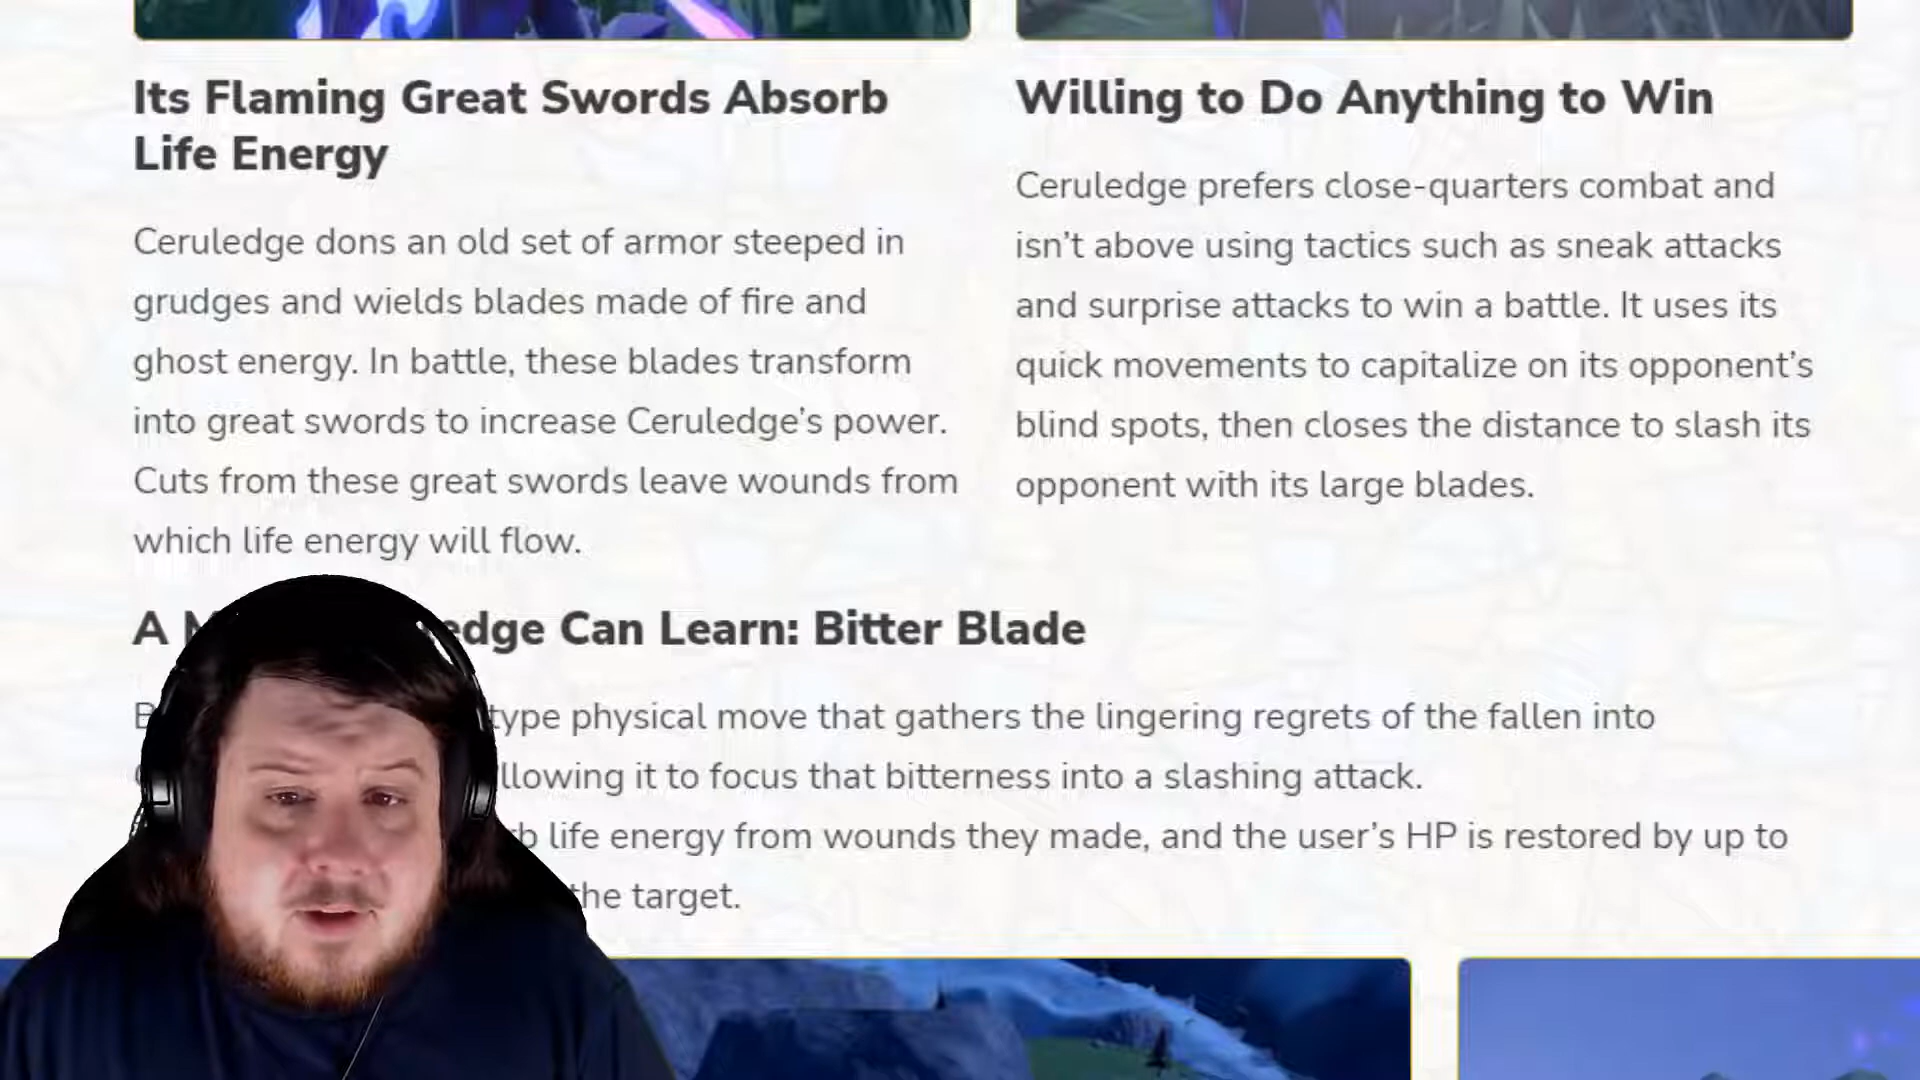 Its Flaming Great Swords Absorb
Life Energy
Ceruledge dons an old set of armor steeped in
grudges and wields blades made of fire and
ghost energy. In battle, these blades transform
into great swords to increase Ceruledge's power.
Cuts from these great swords leave wounds from
which life energy will flow.
Willing to Do Anything to Win
Ceruledge prefers close-quarters combat and
isn't above using tactics such as sneak attacks
and surprise attacks to win a battle. It uses its
quick movements to capitalize on its opponent's
blind spots, then closes the distance to slash its
opponent with its large blades.
A Can Learn: Bitter Blade
type physical move that gathers the lingering regrets of the fallen into
it to focus that bitterness into a slashing attack.
life energy from wounds they made, and the user's HP is restored by up to
the target.